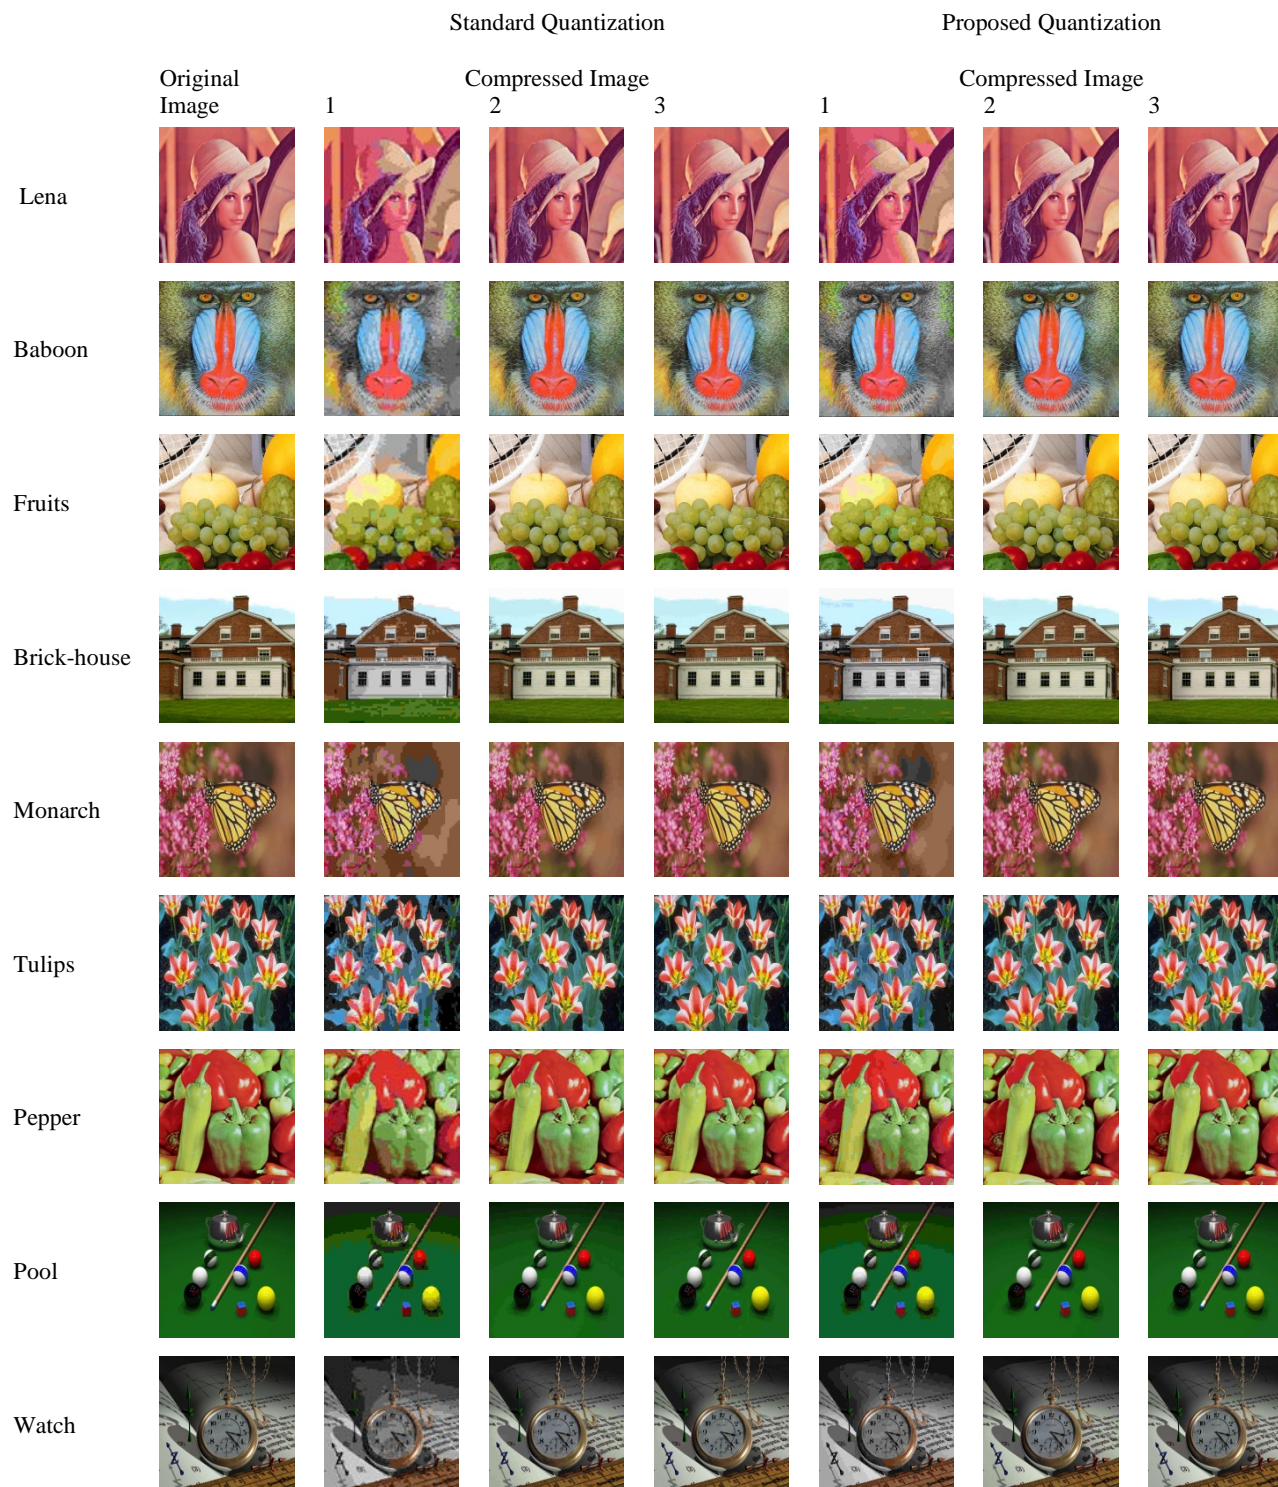 Standard Quantization Proposed Quantization
Original Compressed Image Compressed Image
Image 1 2 3 1 2 3
Lena
Baboon
Fruits
Brick-house
Monarch
Tulips
Pepper
Pool
Watch